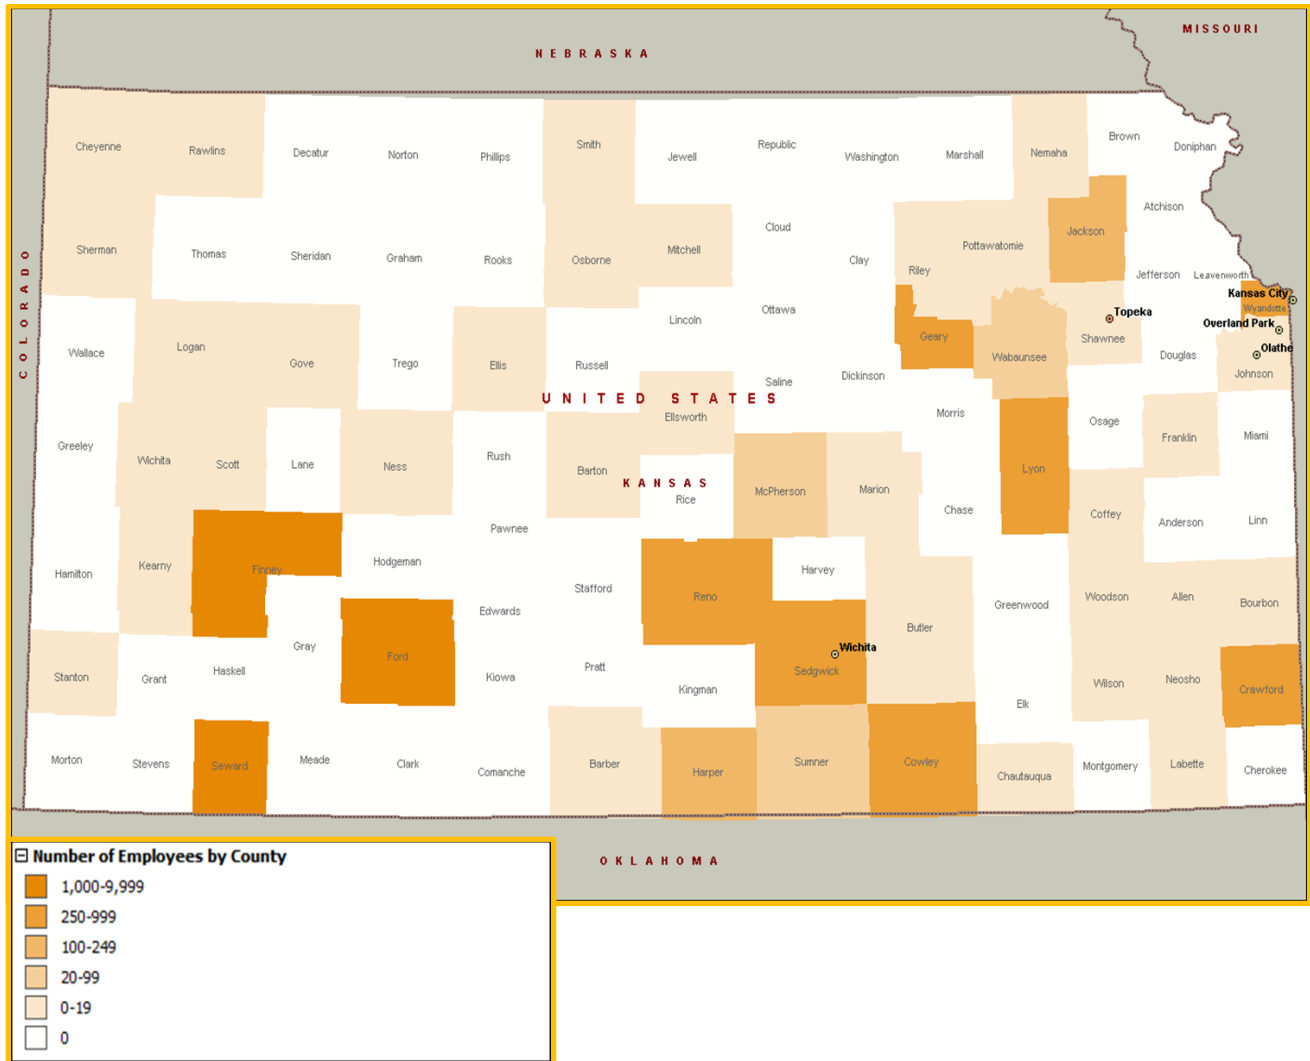 MISSOURI
NEBRASKA
Brown
Doniphan
Cheyenne
Rawlins
Decatur
Norton
Phillips
Smith
Jewell
Republic
Washington
Marshall
Nemaha
Atchison
Sherman
Thomas
Sheridan
Graham
Rooks
Osborne
Mitchell
Cloud
Clay
Riley
Pottawatomie
Jackson
Jefferson
Leavenworth
COLORADO
Kansas City
Wyandotte
Lincoln
Ottawa
Topeka
Overland Park
Wallace
Logan
Gove
Trego
Ellis
Russell
Geary
Wabaunsee
Shawnee
Douglas
Olathe
Johnson
Saline
Dickinson
UNITED STATES
Ellsworth
Morris
Osage
Greeley
Wichita
Scott
Lane
Ness
Rush
Barton
KANSAS
Rice
McPherson
Marion
Lyon
Franklin
Miami
Chase
Coffey
Anderson
Linn
Pawnee
Hamilton
Kearny
Finney
Hodgeman
Stafford
Reno
Harvey
Greenwood
Woodson
Allen
Bourbon
Edwards
Butler
Stanton
Grant
Haskell
Gray
Ford
Kiowa
Pratt
Kingman
Wichita
Sedgwick
Elk
Wilson
Neosho
Crawford
Morton
Stevens
Seward
Meade
Clark
Comanche
Barber
Harper
Sumner
Cowley
Chautauqua
Montgomery
Labette
Cherokee
OKLAHOMA
Number of Employees by County
1,000-9,999
250-999
100-249
20-99
0-19
0